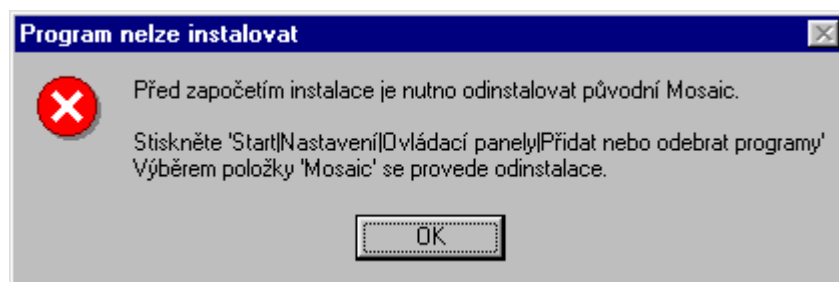 Program nelze instalovat
Před započetím instalace je nutno odinstalovat původní Mosaic.
Stiskněte 'Start|Nastavení|Ovládací panely|Přidat nebo odebrat programy'
Výběrem položky 'Mosaic' se provede odinstalace.
OK